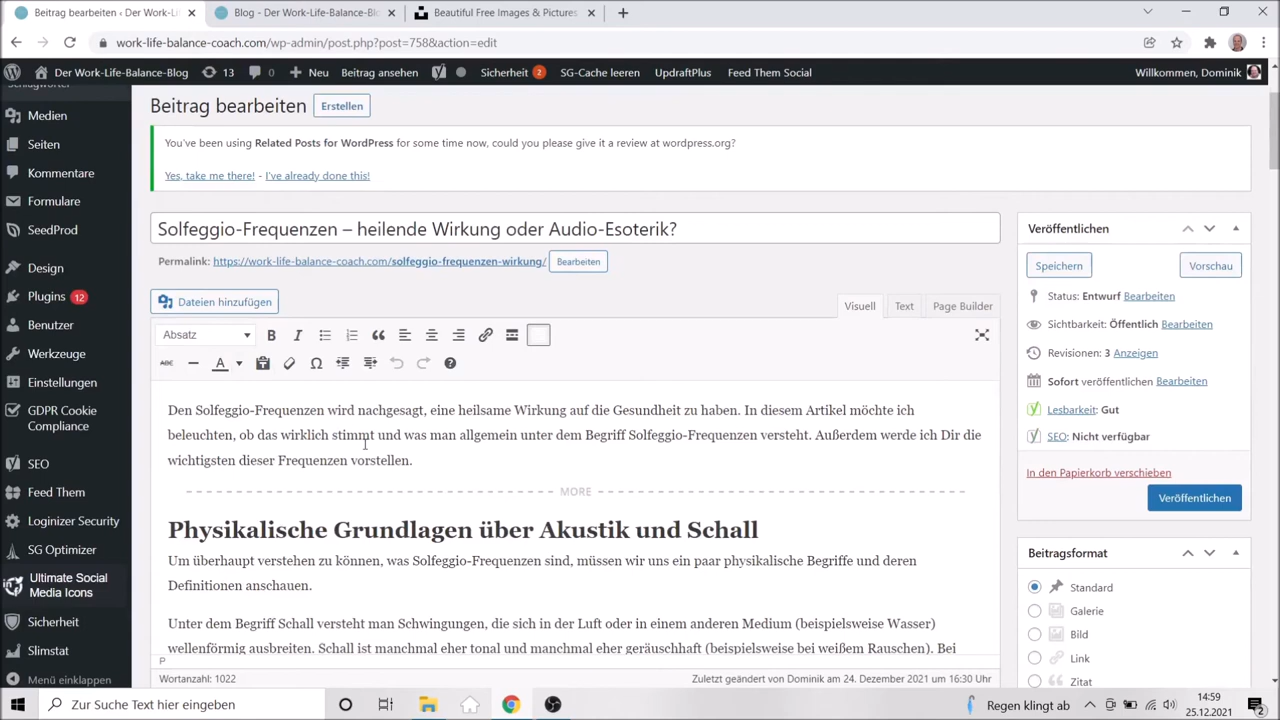 Beitrag bearbeiten ‹ Der Work-Li
Blog - Der Work-Life-Balance-Blo
Beautiful Free Images & Pictures
work-life-balance-coach.com/wp-admin/post.php?post=758&action=edit
Der Work-Life-Balance-Blog
13
0
Neu
Beitrag ansehen
Sicherheit 2
SG-Cache leeren
UpdraftPlus
Feed Them Social
Willkommen, Dominik
Schlagwörter
Medien
Seiten
Kommentare
Formulare
SeedProd
Design
Plugins 12
Benutzer
Werkzeuge
Einstellungen
GDPR Cookie
Compliance
SEO
Feed Them
Loginizer Security
SG Optimizer
Ultimate Social
Media Icons
Sicherheit
Slimstat
Menü einklappen
Beitrag bearbeiten
Erstellen
You've been using Related Posts for WordPress for some time now, could you please give it a review at wordpress.org?
Yes, take me there! - I've already done this!
Solfeggio-Frequenzen – heilende Wirkung oder Audio-Esoterik?
Permalink: https://work-life-balance-coach.com/solfeggio-frequenzen-wirkung/ Bearbeiten
Dateien hinzufügen
Visuell
Text
Page Builder
Absatz
B
I
ABC
A
Ω
Den Solfeggio-Frequenzen wird nachgesagt, eine heilsame Wirkung auf die Gesundheit zu haben. In diesem Artikel möchte ich
beleuchten, ob das wirklich stimmt und was man allgemein unter dem Begriff Solfeggio-Frequenzen versteht. Außerdem werde ich Dir die
wichtigsten dieser Frequenzen vorstellen.
MORE
Physikalische Grundlagen über Akustik und Schall
Um überhaupt verstehen zu können, was Solfeggio-Frequenzen sind, müssen wir uns ein paar physikalische Begriffe und deren
Definitionen anschauen.
Unter dem Begriff Schall versteht man Schwingungen, die sich in der Luft oder in einem anderen Medium (beispielsweise Wasser)
wellenförmig ausbreiten. Schall ist manchmal eher tonal und manchmal eher geräuschhaft (beispielsweise bei weißem Rauschen). Bei
P
Wortanzahl: 1022
Zuletzt geändert von Dominik am 24. Dezember 2021 um 16:30 Uhr
Veröffentlichen
Speichern
Vorschau
Status: Entwurf Bearbeiten
Sichtbarkeit: Öffentlich Bearbeiten
Revisionen: 3 Anzeigen
Sofort veröffentlichen Bearbeiten
Lesbarkeit: Gut
SEO: Nicht verfügbar
In den Papierkorb verschieben
Veröffentlichen
Beitragsformat
Standard
Galerie
Bild
Link
Zitat
Zur Suche Text hier eingeben
Regen klingt ab
14:59
25.12.2021
2